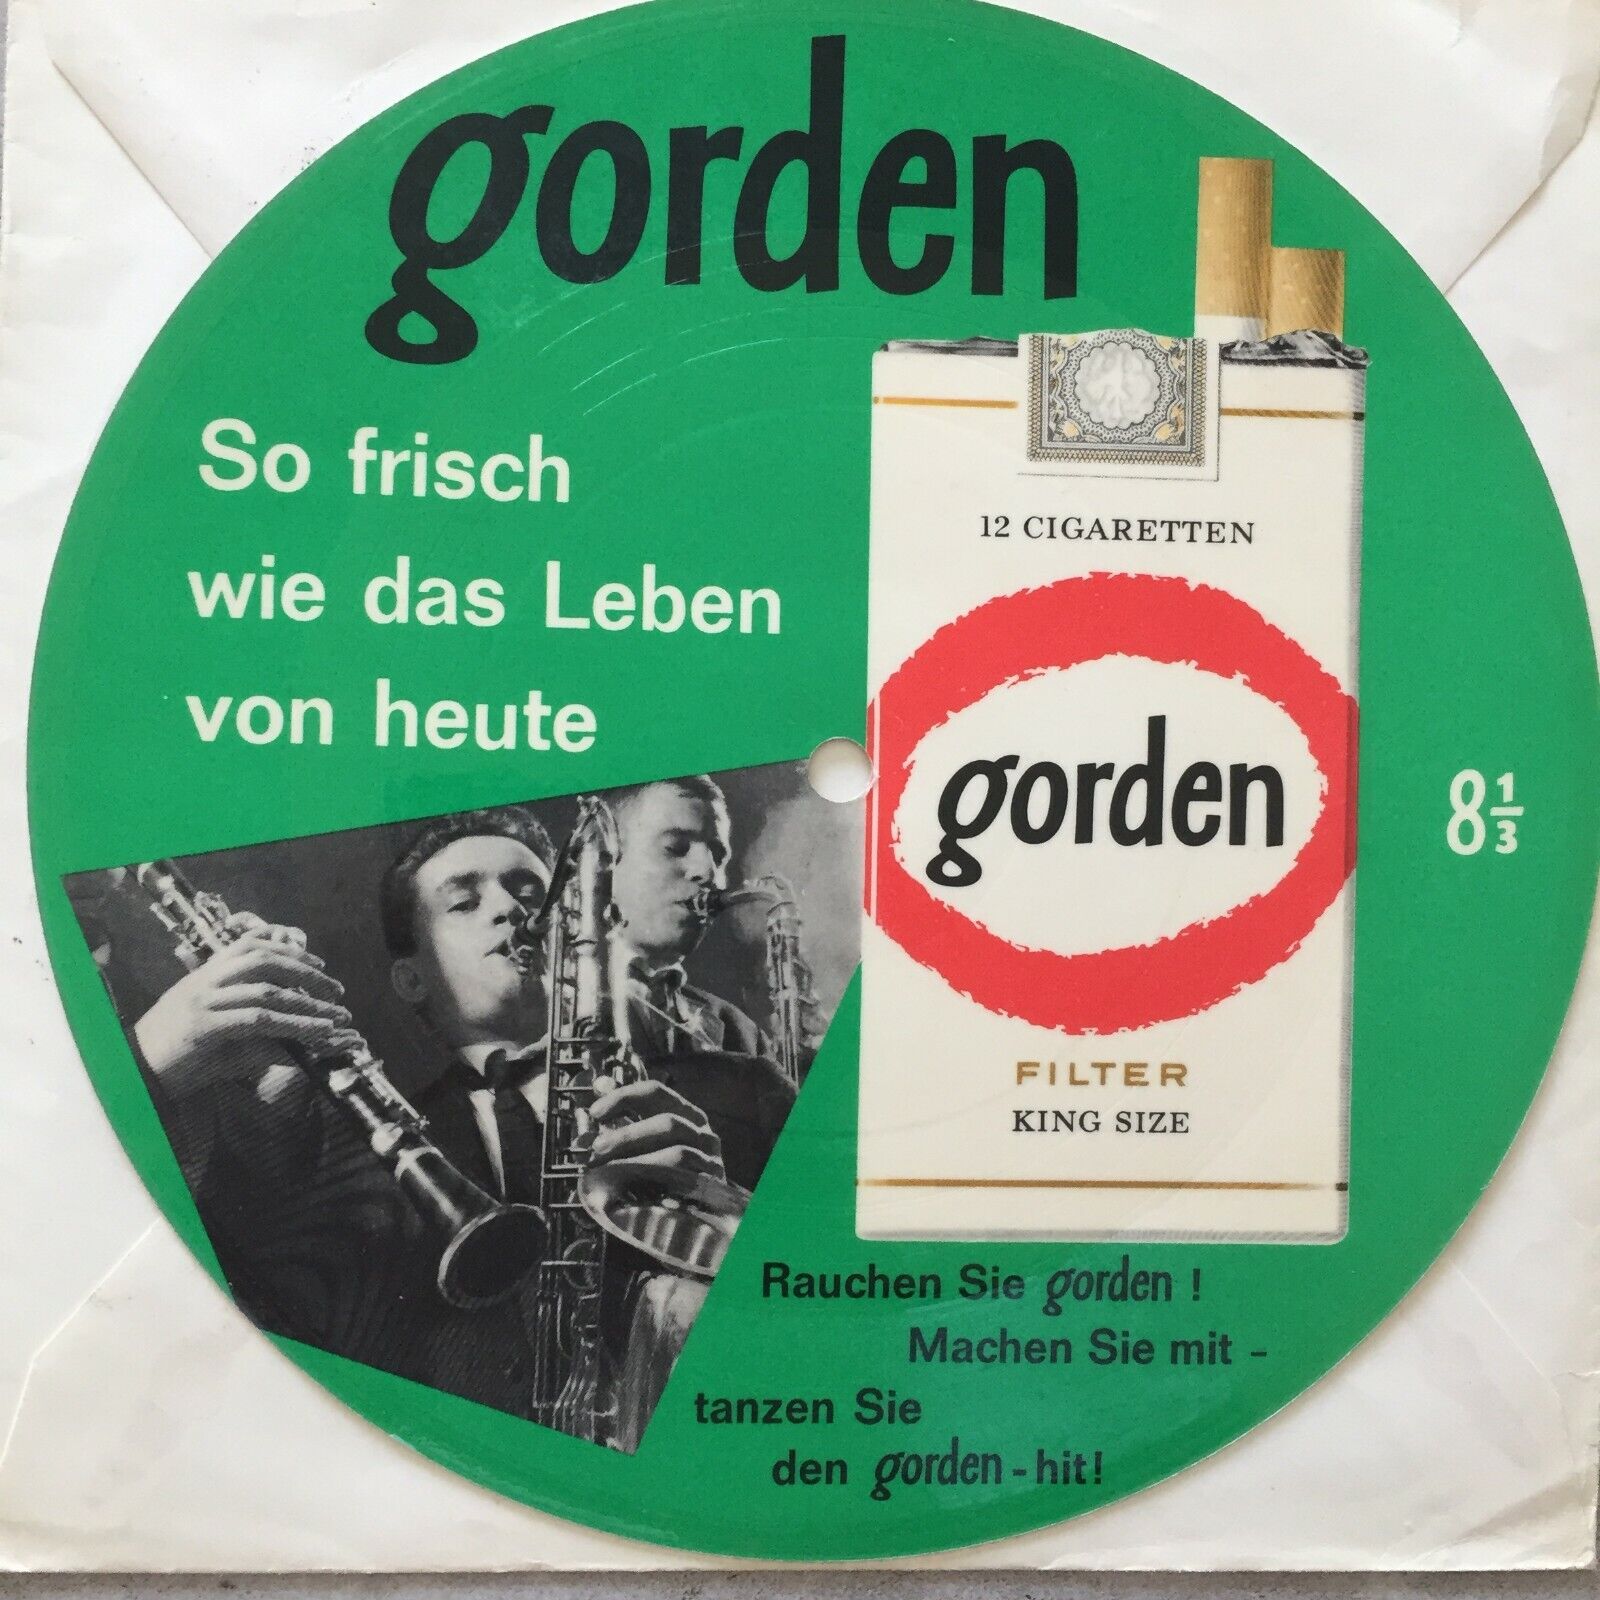 gorden
So frisch
wie das Leben
von heute
12 CIGARETTEN
gorden
FILTER
KING SIZE
8 1/3
Rauchen Sie gorden !
Machen Sie mit -
tanzen Sie
den gorden - hit!